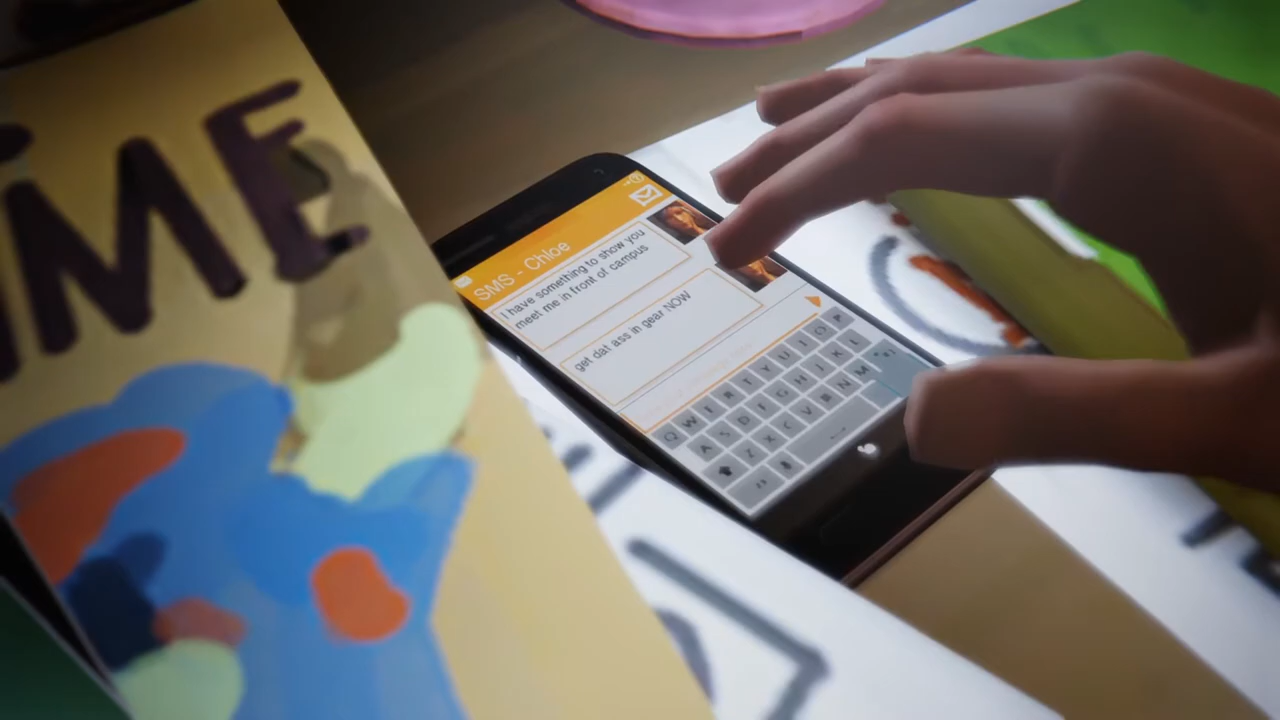 iME
SMS - Chloe
I have something to show you
meet me in front of campus
get dat ass in gear NOW
Q W E R T Y U I O P
A S D F G H J K L
Z X C V B N M